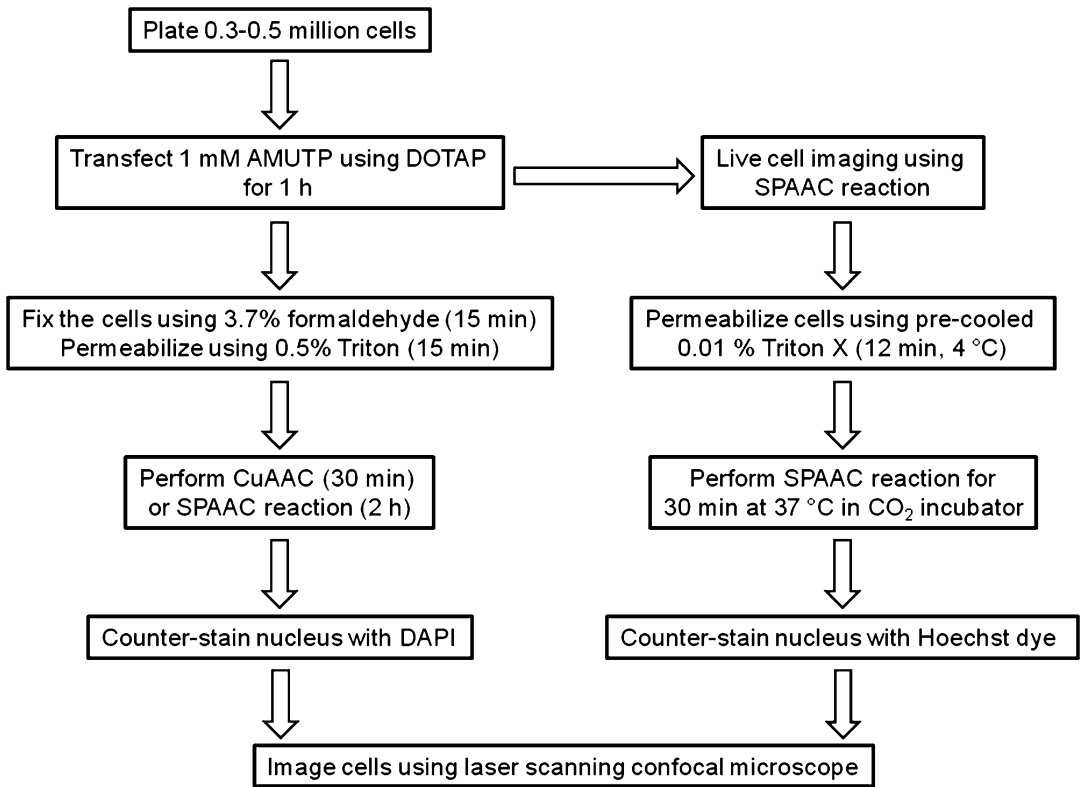 Plate 0.3-0.5 million cells
Transfect 1 mM AMUTP using DOTAP
for 1 h
Live cell imaging using
SPAAC reaction
Fix the cells using 3.7% formaldehyde (15 min)
Permeabilize using 0.5% Triton (15 min)
Permeabilize cells using pre-cooled
0.01 % Triton X (12 min, 4 °C)
Perform CuAAC (30 min)
or SPAAC reaction (2 h)
Perform SPAAC reaction for
30 min at 37 °C in CO₂ incubator
Counter-stain nucleus with DAPI
Counter-stain nucleus with Hoechst dye
Image cells using laser scanning confocal microscope